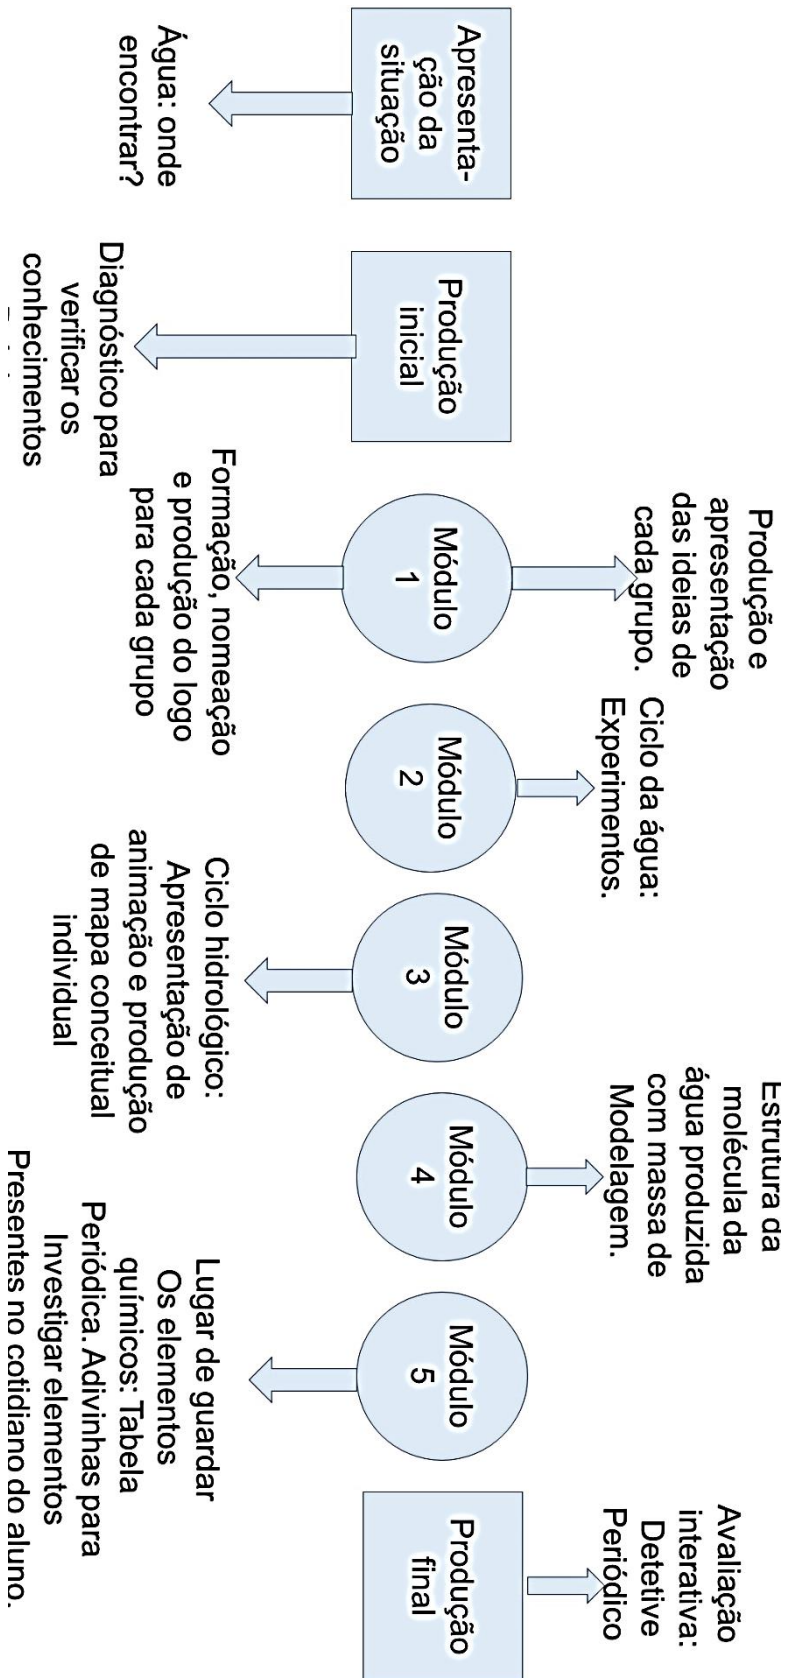 Apresenta-
ção da
situação
Água: onde
encontrar?
Produção
inicial
Diagnóstico para
verificar os
conhecimentos
Produção e
apresentação
das ideias de
cada grupo.
Módulo
1
Formação, nomeação
e produção do logo
para cada grupo
Ciclo da água:
Experimentos.
Módulo
2
Módulo
3
Ciclo hidrológico:
Apresentação de
animação e produção
de mapa conceitual
individual
Estrutura da
molécula da
água produzida
com massa de
Modelagem.
Módulo
4
Módulo
5
Lugar de guardar
Os elementos
químicos: Tabela
Periódica. Adivinhas para
Investigar elementos
Presentes no cotidiano do aluno.
Avaliação
interativa:
Detetive
Periódico
Produção
final